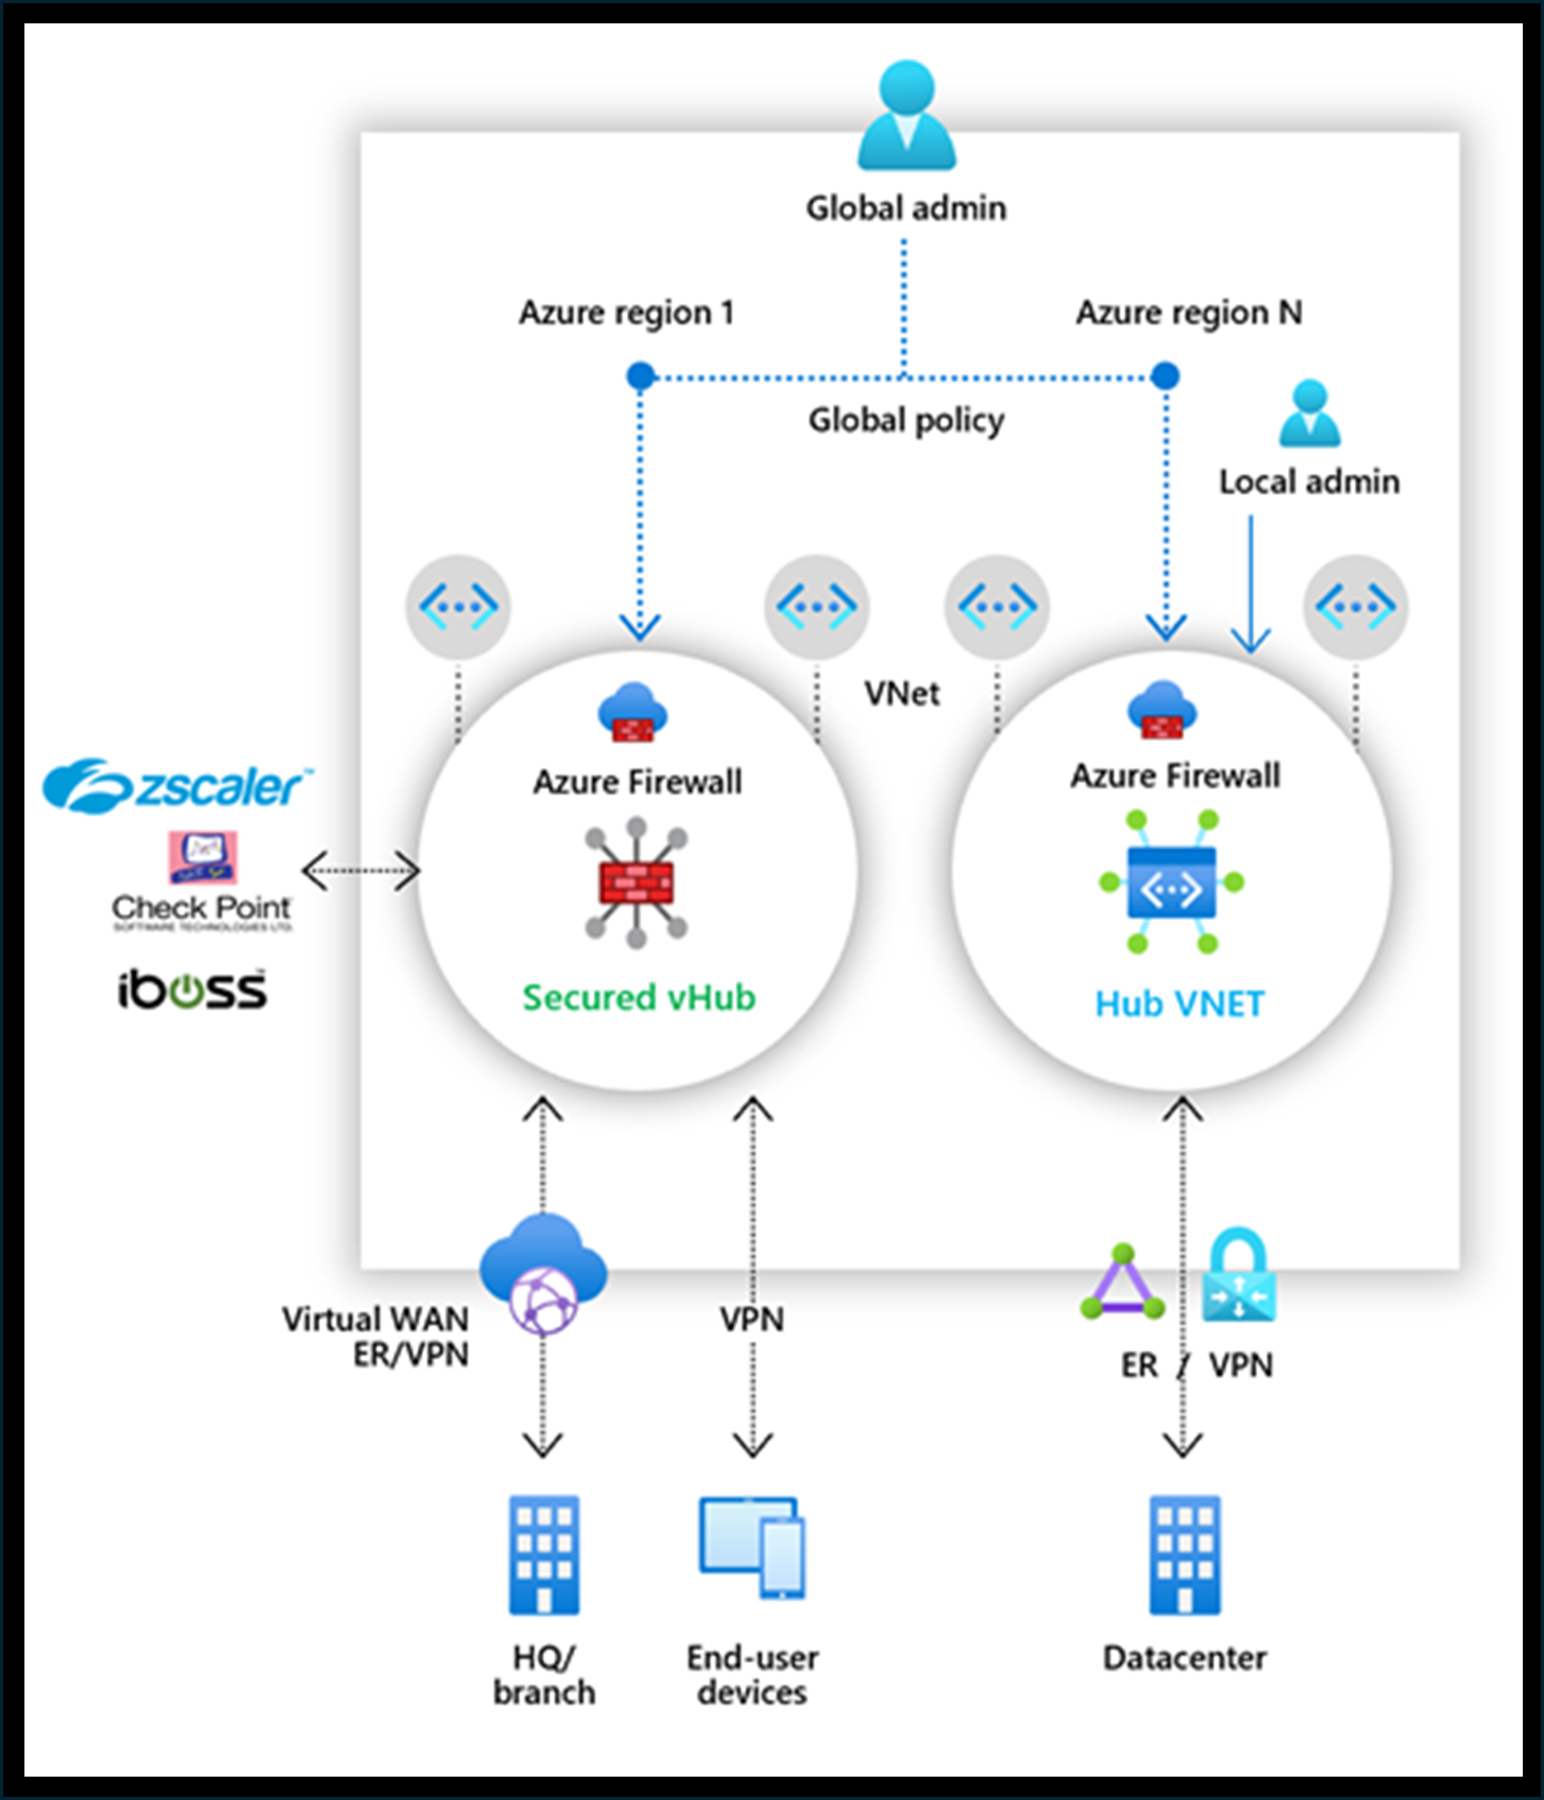 Global admin
Azure region 1
Azure region N
Global policy
Local admin
VNet
zscaler™
Check Point
SOFTWARE TECHNOLOGIES LTD.
iboss™
Azure Firewall
Secured vHub
Azure Firewall
Hub VNET
Virtual WAN
ER/VPN
VPN
ER / VPN
HQ/
branch
End-user
devices
Datacenter